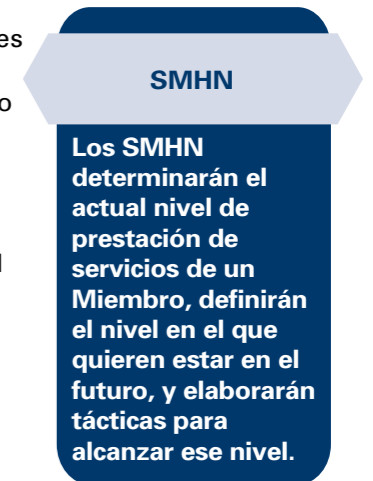 es
o
SMHN
Los SMHN
determinarán el
actual nivel de
prestación de
servicios de un
Miembro, definirán
el nivel en el que
quieren estar en el
futuro, y elaborarán
tácticas para
alcanzar ese nivel.